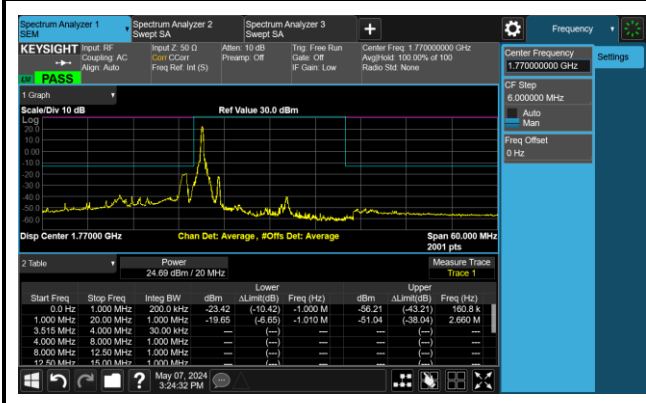 Spectrum Analyzer 1
SEM
Spectrum Analyzer 2
Swept SA
Spectrum Analyzer 3
Swept SA
Frequency
KEYSIGHT
Input: RF
Coupling: AC
Align: Auto
Input Z: 50 Ω
Corr CCorr
Freq Ref: Int (S)
Atten: 10 dB
Preamp: Off
Trig: Free Run
Gate: Off
IF Gain: Low
Center Freq: 1.770000000 GHz
Avg|Hold: 100.00% of 100
Radio Std: None
PASS
Center Frequency
1.770000000 GHz
Settings
CF Step
6.000000 MHz
Auto
Man
Freq Offset
0 Hz
1 Graph
Scale/Div 10 dB
Ref Value 30.0 dBm
Log
20.0
10.0
0.00
-10.0
-20.0
-30.0
-40.0
-50.0
-60.0
Disp Center 1.77000 GHz
Chan Det: Average , #Offs Det: Average
Span 60.000 MHz
2001 pts
2 Table
Power
24.69 dBm / 20 MHz
Measure Trace
Trace 1
Lower Upper
Start Freq Stop Freq Integ BW dBm ΔLimit(dB) Freq (Hz) dBm ΔLimit(dB) Freq (Hz)
0.0 Hz 1.000 MHz 200.0 kHz -23.42 (-10.42) -1.000 M -56.21 (-43.21) 160.8 k
1.000 MHz 20.00 MHz 1.000 MHz -19.65 (-6.65) -1.010 M -51.04 (-38.04) 2.660 M
3.515 MHz 4.000 MHz 30.00 kHz --- (---) --- --- (---) ---
4.000 MHz 8.000 MHz 1.000 MHz --- (---) --- --- (---) ---
8.000 MHz 12.50 MHz 1.000 MHz --- (---) --- --- (---) ---
12.50 MHz 15.00 MHz 1.000 MHz --- (---) --- --- (---) ---
May 07, 2024
3:24:32 PM